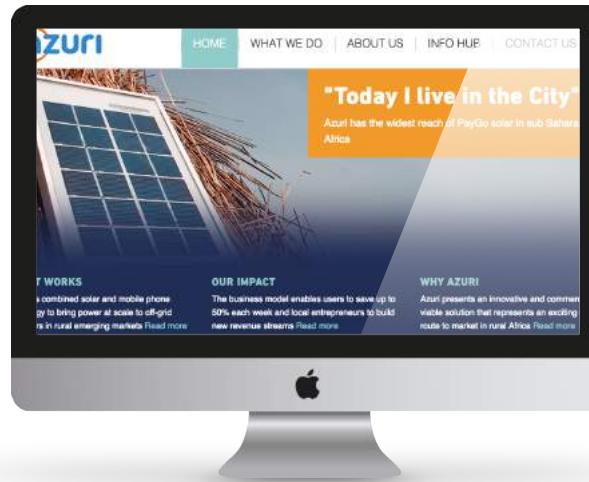 azuri
HOME
WHAT WE DO
ABOUT US
INFO HUB
CONTACT US
"Today I live in the City"
Azuri has the widest reach of PayGo solar in sub Sahara
Africa
T WORKS
combined solar and mobile phone
gy to bring power at scale to off-grid
rs in rural emerging markets Read more
OUR IMPACT
The business model enables users to save up to
50% each week and local entrepreneurs to build
new revenue streams Read more
WHY AZURI
Azuri presents an innovative and commer
viable solution that represents an exciting
route to market in rural Africa Read more